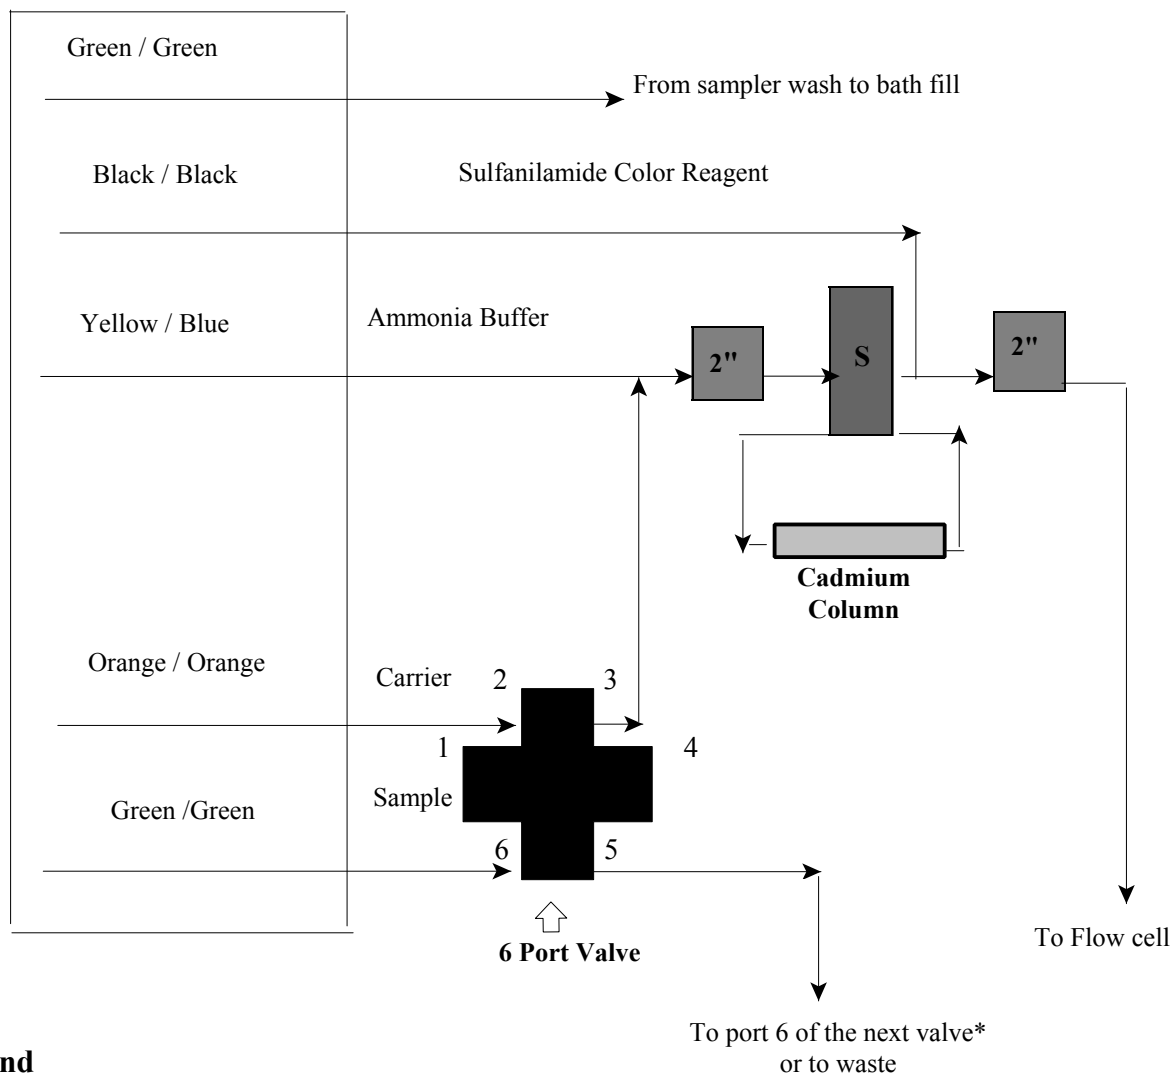 Green / Green
From sampler wash to bath fill
Black / Black
Sulfanilamide Color Reagent
Yellow / Blue
Ammonia Buffer
2"
S
2"
Cadmium
Column
Orange / Orange
Carrier
2
3
1
4
Green /Green
Sample
6
5
6 Port Valve
To Flow cell
To port 6 of the next valve*
or to waste
nd